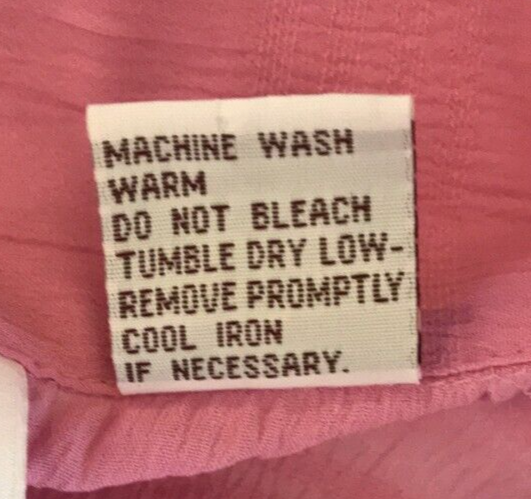 MACHINE WASH
WARM
DO NOT BLEACH
TUMBLE DRY LOW-
REMOVE PROMPTLY
COOL IRON
IF NECESSARY.